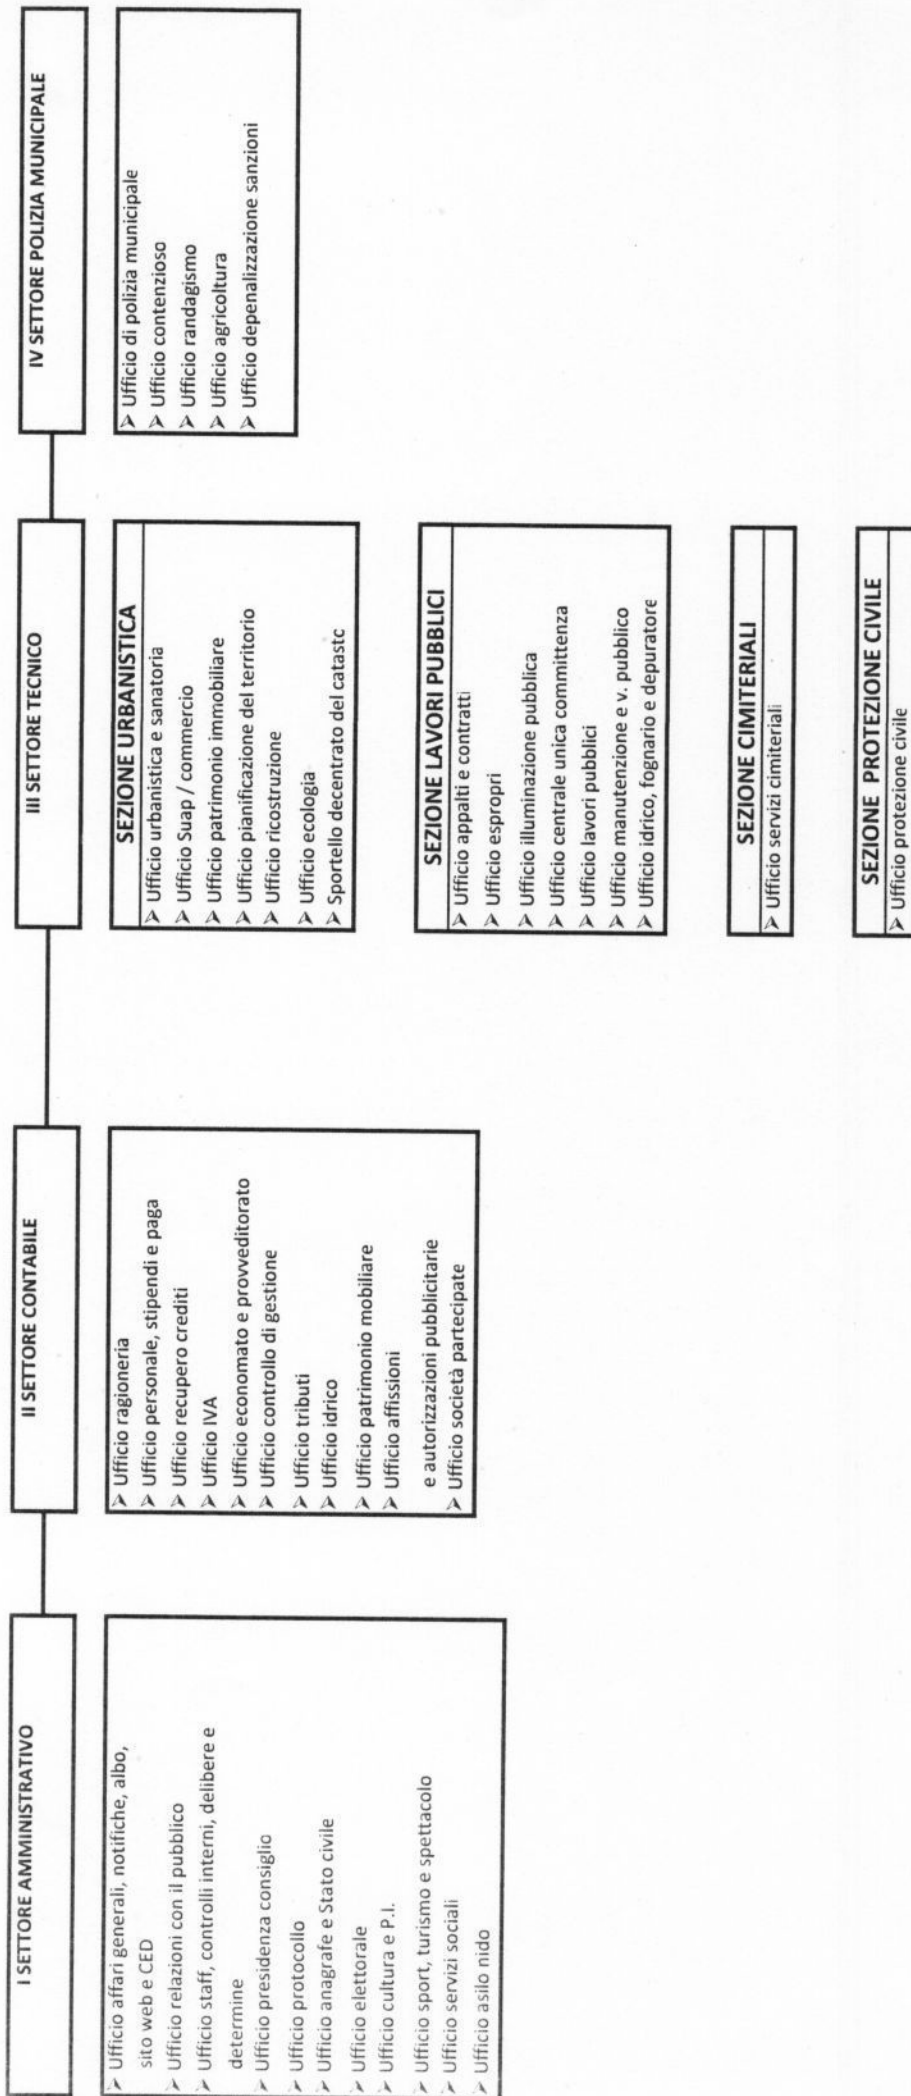 I SETTORE AMMINISTRATIVO
➢ Ufficio affari generali, notifiche, albo,
sito web e CED
➢ Ufficio relazioni con il pubblico
➢ Ufficio staff, controlli interni, delibere e
determine
➢ Ufficio presidenza consiglio
➢ Ufficio protocollo
➢ Ufficio anagrafe e Stato civile
➢ Ufficio elettorale
➢ Ufficio cultura e P.I.
➢ Ufficio sport, turismo e spettacolo
➢ Ufficio servizi sociali
➢ Ufficio asilo nido
II SETTORE CONTABILE
➢ Ufficio ragioneria
➢ Ufficio personale, stipendi e paga
➢ Ufficio recupero crediti
➢ Ufficio IVA
➢ Ufficio economato e provveditorato
➢ Ufficio controllo di gestione
➢ Ufficio tributi
➢ Ufficio idrico
➢ Ufficio patrimonio mobiliare
➢ Ufficio affissioni
e autorizzazioni pubblicitarie
➢ Ufficio società partecipate
III SETTORE TECNICO
SEZIONE URBANISTICA
➢ Ufficio urbanistica e sanatoria
➢ Ufficio Suap / commercio
➢ Ufficio patrimonio immobiliare
➢ Ufficio pianificazione del territorio
➢ Ufficio ricostruzione
➢ Ufficio ecologia
➢ Sportello decentrato del catasto
SEZIONE LAVORI PUBBLICI
➢ Ufficio appalti e contratti
➢ Ufficio espropri
➢ Ufficio illuminazione pubblica
➢ Ufficio centrale unica committenza
➢ Ufficio lavori pubblici
➢ Ufficio manutenzione e v. pubblico
➢ Ufficio idrico, fognario e depuratore
SEZIONE CIMITERIALI
➢ Ufficio servizi cimiteriali
SEZIONE PROTEZIONE CIVILE
➢ Ufficio protezione civile
IV SETTORE POLIZIA MUNICIPALE
➢ Ufficio di polizia municipale
➢ Ufficio contenzioso
➢ Ufficio randagismo
➢ Ufficio agricoltura
➢ Ufficio depenalizzazione sanzioni